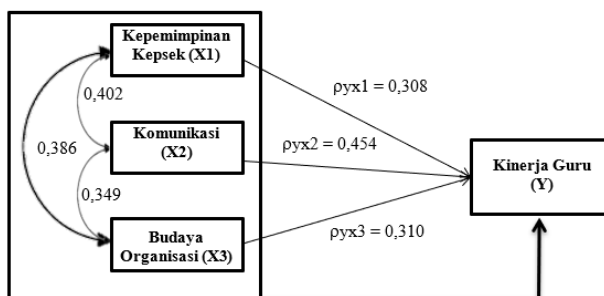 Kepemimpinan
Kepsek (X1)
0,402
ρyx1 = 0,308
Komunikasi
(X2)
0,386
ρyx2 = 0,454
Kinerja Guru
(Y)
0,349
Budaya
Organisasi (X3)
ρyx3 = 0,310